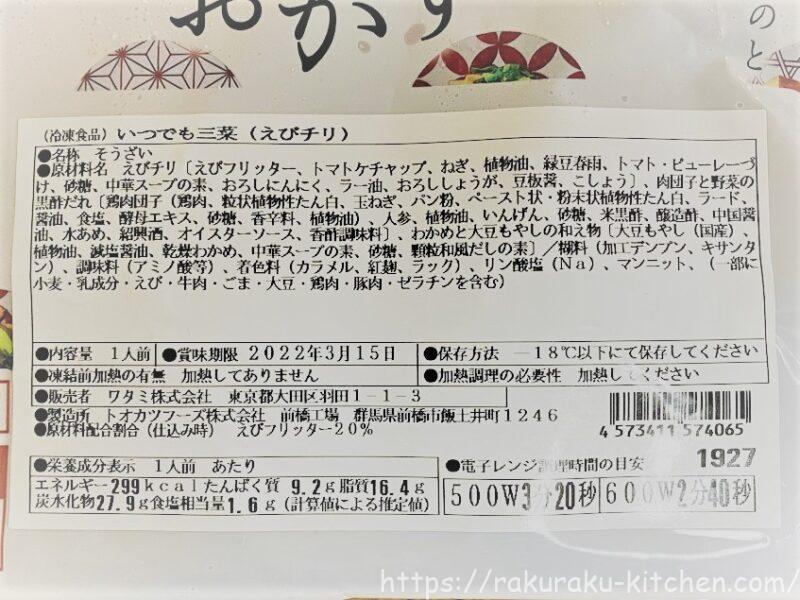 おかず
のと
(冷凍食品) いつでも三菜 (えびチリ)
●名称 そうざい
●原材料名 えびチリ〔えびフリッター、トマトケチャップ、ねぎ、植物油、緑豆春雨、トマト・ピューレーづ
け、砂糖、中華スープの素、おろしにんにく、ラー油、おろししょうが、豆板醤、こしょう〕、肉団子と野菜の
黒酢だれ〔鶏肉団子(鶏肉、粒状植物性たん白、玉ねぎ、パン粉、ペースト状・粉末状植物性たん白、ラード、
醤油、食塩、酵母エキス、砂糖、香辛料、植物油)、人参、植物油、いんげん、砂糖、米黒酢、醸造酢、中国醤
油、水あめ、紹興酒、オイスターソース、香酢調味料〕、わかめと大豆もやしの和え物〔大豆もやし(国産)、
植物油、減塩醤油、乾燥わかめ、中華スープの素、砂糖、顆粒和風だしの素〕/糊料(加工デンプン、キサンタ
ン)、調味料(アミノ酸等)、着色料(カラメル、紅麹、ラック)、リン酸塩(Na)、マンニット、(一部に
小麦・乳成分・えび・牛肉・ごま・大豆・鶏肉・豚肉・ゼラチンを含む)
●内容量 1人前 ●賞味期限 2022年3月15日 ●保存方法 −18℃以下にて保存してください
●凍結前加熱の有無 加熱してありません ●加熱調理の必要性 加熱してください
●販売者 ワタミ株式会社 東京都大田区羽田1-1-3
●製造所 トオカツフーズ株式会社 前橋工場 群馬県前橋市飯土井町1246
●原材料配合割合(仕込み時) えびフリッター20%
4 573411 574065
●栄養成分表示 1人前 あたり
エネルギー299kcalたんぱく質 9.2g脂質16.4g
炭水化物27.9g食塩相当量1.6g(計算値による推定値)
●電子レンジ調理時間の目安 1927
500W3分20秒 600W2分40秒
https://rakuraku-kitchen.com/